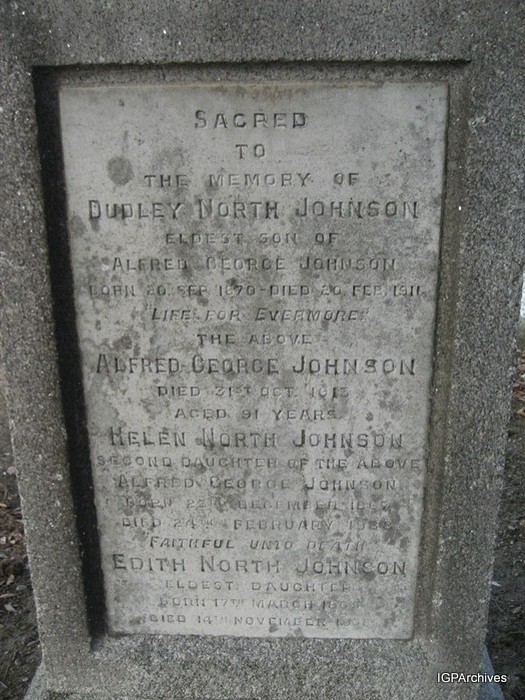 SACRED
TO
THE MEMORY OF
DUDLEY NORTH JOHNSON
ELDEST SON OF
ALFRED GEORGE JOHNSON
BORN 20. SEP. 1870 - DIED 20. FEB. 1911.
"LIFE FOR EVERMORE."
THE ABOVE
ALFRED GEORGE JOHNSON
DIED 31ST OCT. 1913
AGED 91 YEARS
HELEN NORTH JOHNSON
SECOND DAUGHTER OF THE ABOVE
ALFRED GEORGE JOHNSON
BORN DECEMBER
DIED 24TH FEBRUARY
"FAITHFUL UNTO DEATH"
EDITH NORTH JOHNSON
ELDEST DAUGHTER
BORN 17TH MARCH
DIED 14TH NOVEMBER
IGPArchives